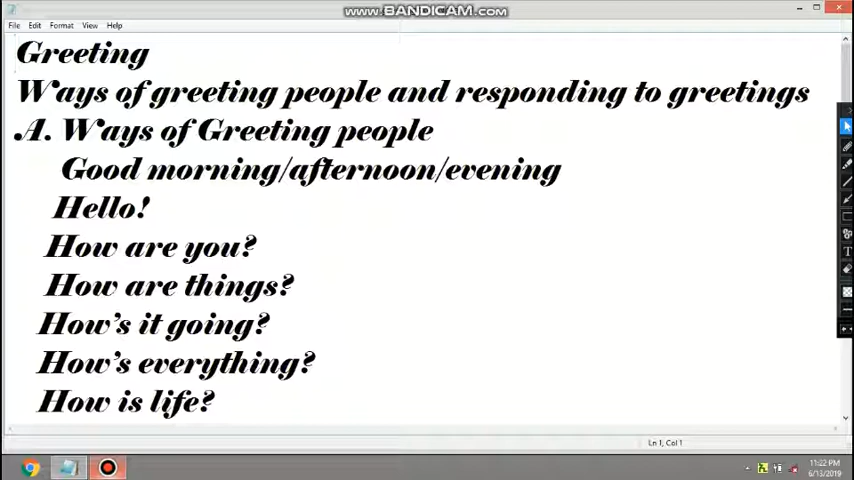 WWW.BANDICAM.COM
File Edit Format View Help
Greeting
Ways of greeting people and responding to greetings
A. Ways of Greeting people
Good morning/afternoon/evening
Hello!
How are you?
How are things?
How's it going?
How's everything?
How is life?
Ln 1, Col 1
11:22 PM
6/13/2019